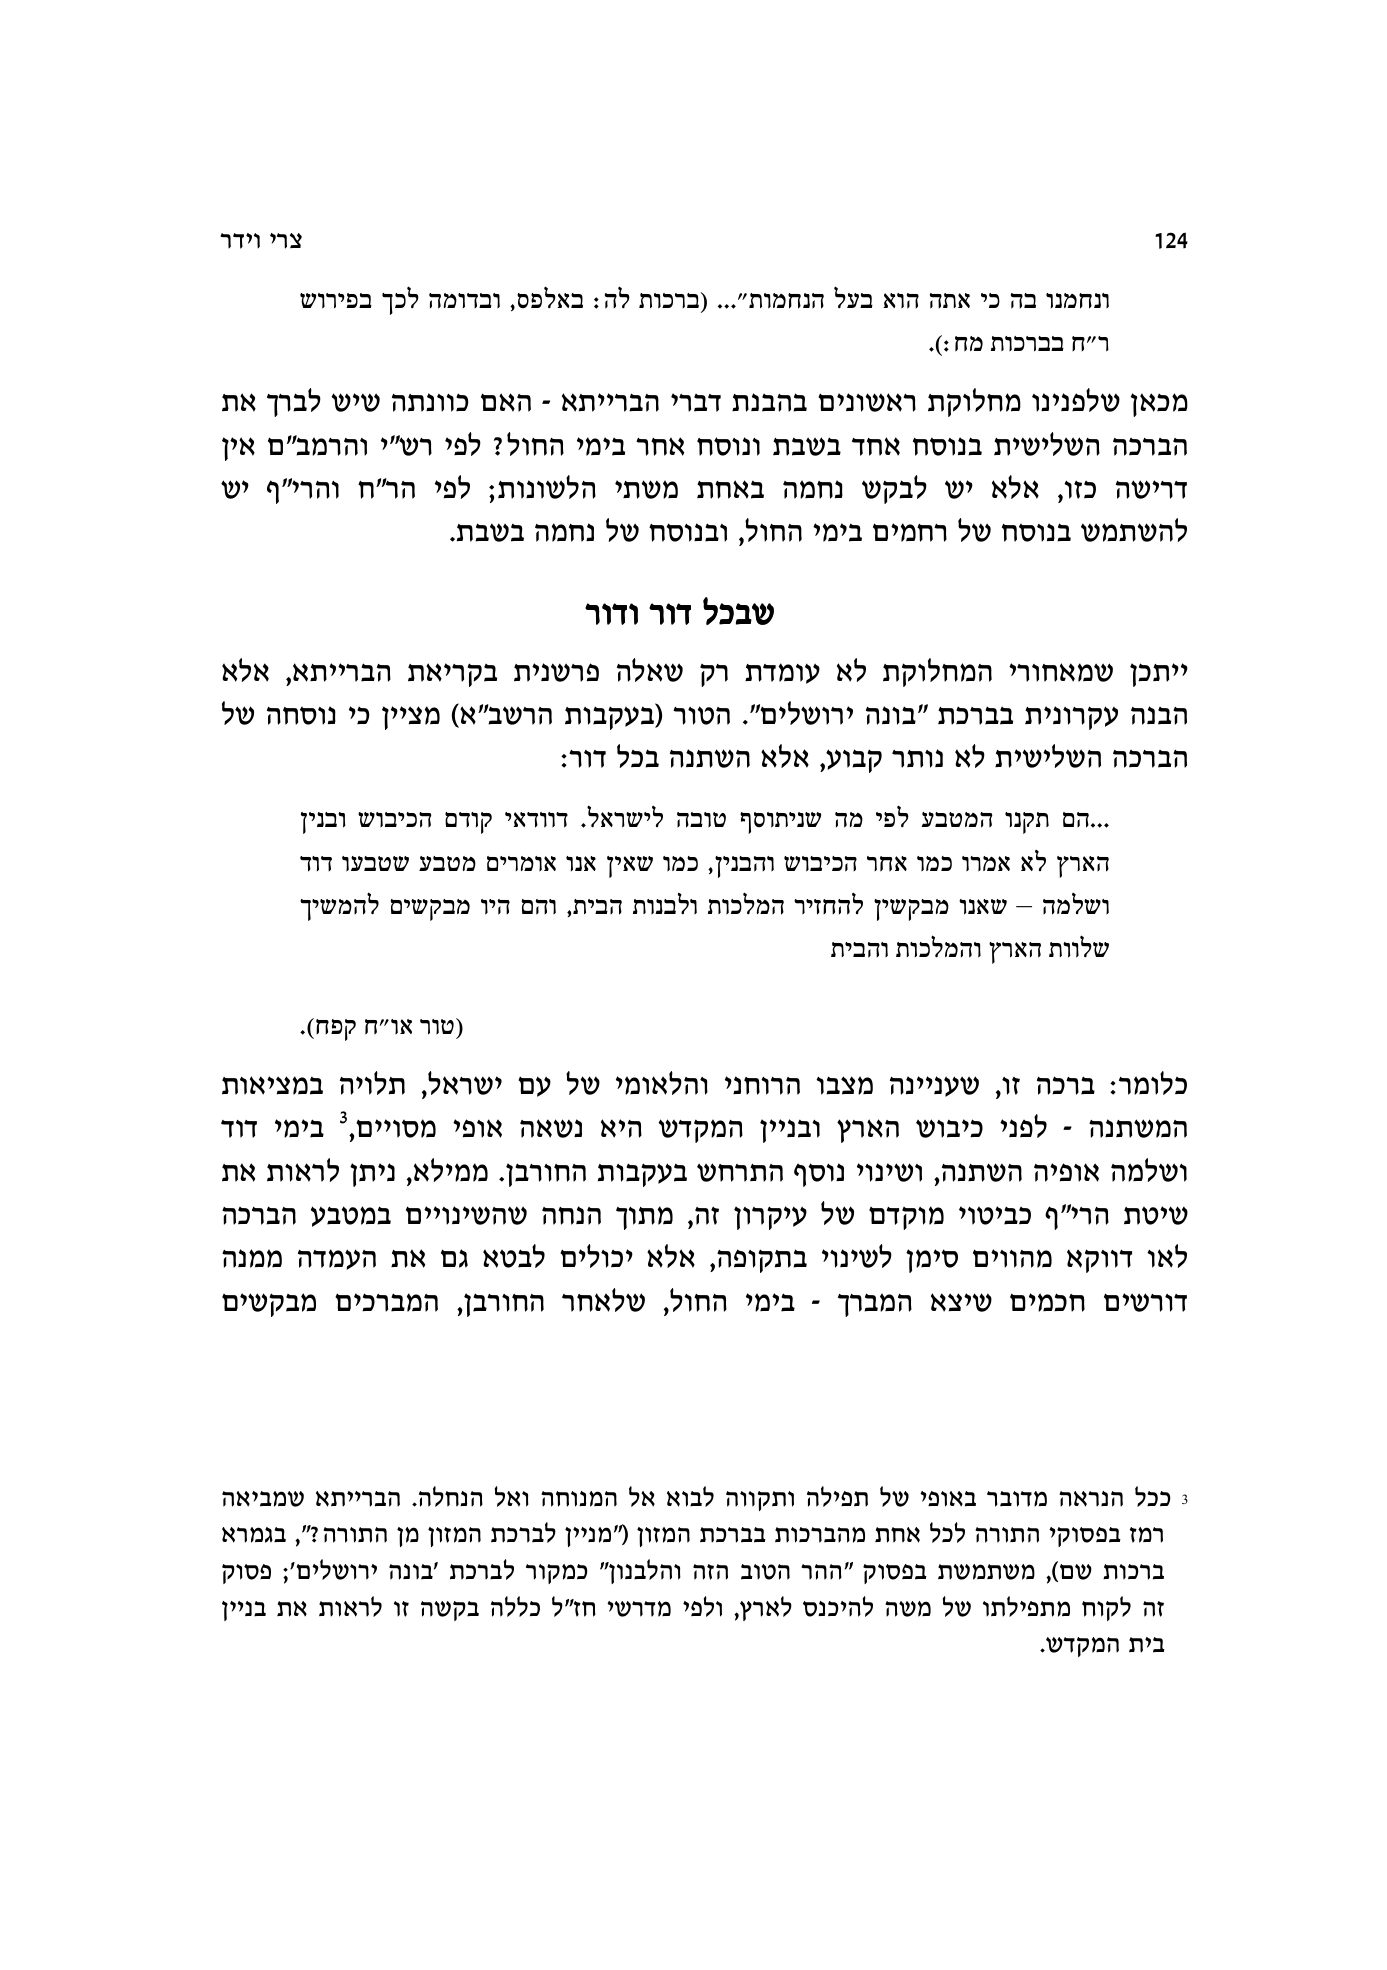 124
צרי וידר
ונחמנו בה כי אתה הוא בעל הנחמות"... (ברכות לה: באלפס, ובדומה לכך בפירוש
ר"ח בברכות מח:).
מכאן שלפנינו מחלוקת ראשונים בהבנת דברי הברייתא - האם כוונתה שיש לברך את
הברכה השלישית בנוסח אחד בשבת ונוסח אחר בימי החול? לפי רש"י והרמב"ם אין
דרישה כזו, אלא יש לבקש נחמה באחת משתי הלשונות; לפי הר"ח והרי"ף יש
להשתמש בנוסח של רחמים בימי החול, ובנוסח של נחמה בשבת.
שבכל דור ודור
ייתכן שמאחורי המחלוקת לא עומדת רק שאלה פרשנית בקריאת הברייתא, אלא
הבנה עקרונית בברכת "בונה ירושלים". הטור (בעקבות הרשב"א) מציין כי נוסחה של
הברכה השלישית לא נותר קבוע, אלא השתנה בכל דור:
...הם תקנו המטבע לפי מה שניתוסף טובה לישראל. דוודאי קודם הכיבוש ובנין
הארץ לא אמרו כמו אחר הכיבוש והבנין, כמו שאין אנו אומרים מטבע שטבעו דוד
ושלמה – שאנו מבקשין להחזיר המלכות ולבנות הבית, והם היו מבקשים להמשיך
שלוות הארץ והמלכות והבית
(טור או"ח קפח).
כלומר: ברכה זו, שעניינה מצבו הרוחני והלאומי של עם ישראל, תלויה במציאות
המשתנה - לפני כיבוש הארץ ובניין המקדש היא נשאה אופי מסויים,3 בימי דוד
ושלמה אופיה השתנה, ושינוי נוסף התרחש בעקבות החורבן. ממילא, ניתן לראות את
שיטת הרי"ף כביטוי מוקדם של עיקרון זה, מתוך הנחה שהשינויים במטבע הברכה
לאו דווקא מהווים סימן לשינוי בתקופה, אלא יכולים לבטא גם את העמדה ממנה
דורשים חכמים שיצא המברך - בימי החול, שלאחר החורבן, המברכים מבקשים
3 ככל הנראה מדובר באופי של תפילה ותקווה לבוא אל המנוחה ואל הנחלה. הברייתא שמביאה
רמז בפסוקי התורה לכל אחת מהברכות בברכת המזון ("מניין לברכת המזון מן התורה?", בגמרא
ברכות שם), משתמשת בפסוק "ההר הטוב הזה והלבנון" כמקור לברכת 'בונה ירושלים'; פסוק
זה לקוח מתפילתו של משה להיכנס לארץ, ולפי מדרשי חז"ל כללה בקשה זו לראות את בניין
בית המקדש.